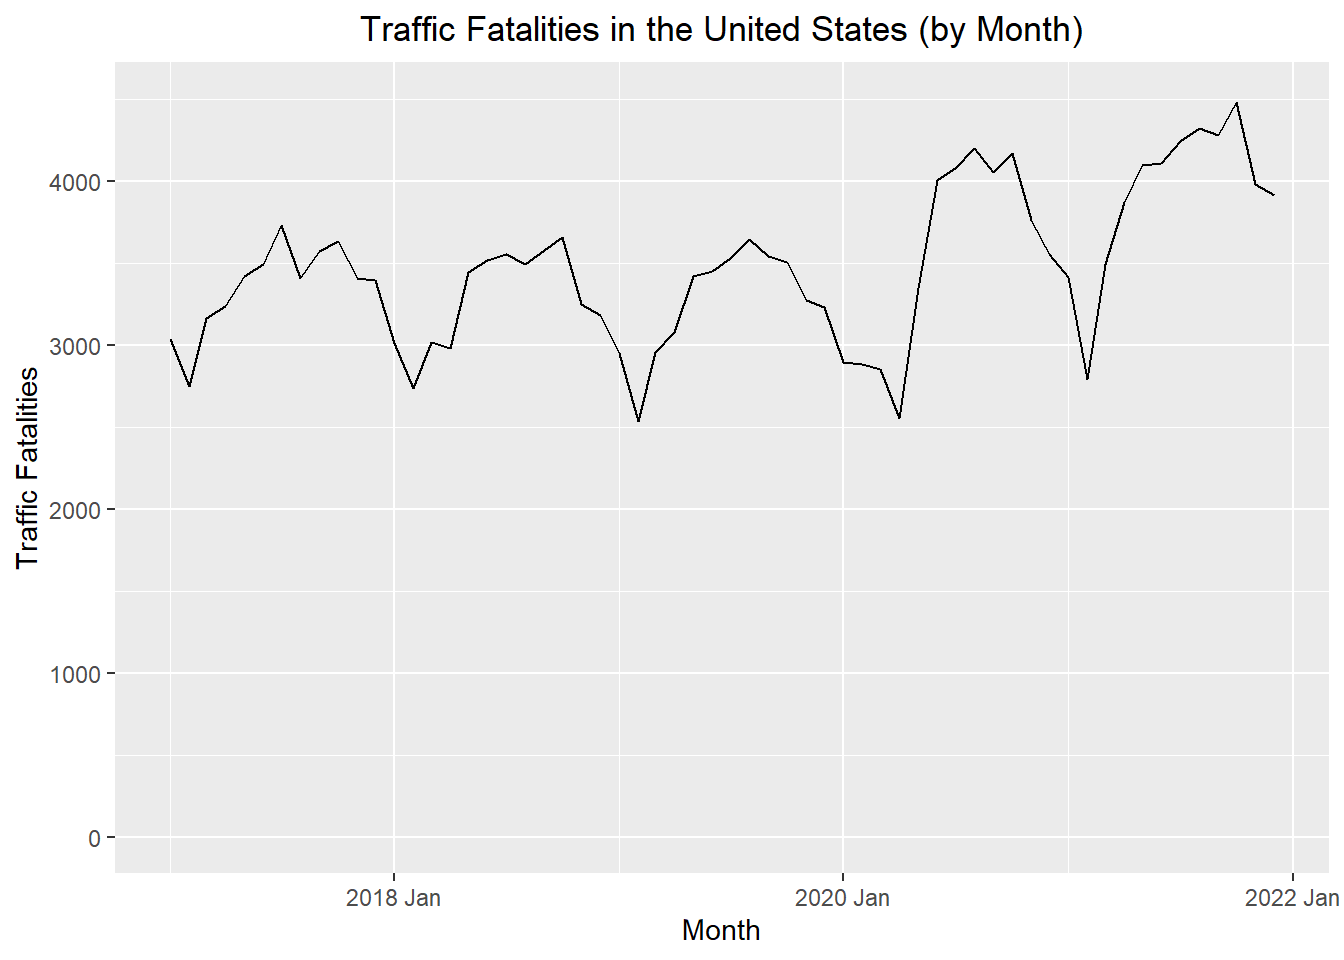 Traffic Fatalities in the United States (by Month)
Traffic Fatalities
4000
3000
2000
1000
0
2018 Jan
2020 Jan
2022 Jan
Month